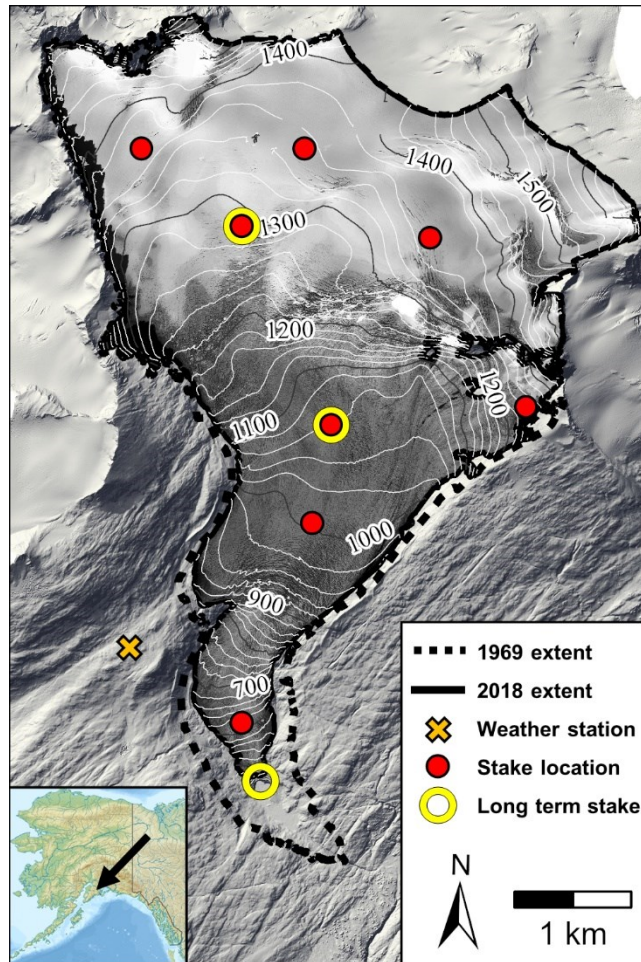 1400
1400
1500
1300
1200
1200
1100
1000
900
700
1969 extent
2018 extent
Weather station
Stake location
Long term stake
N
1 km